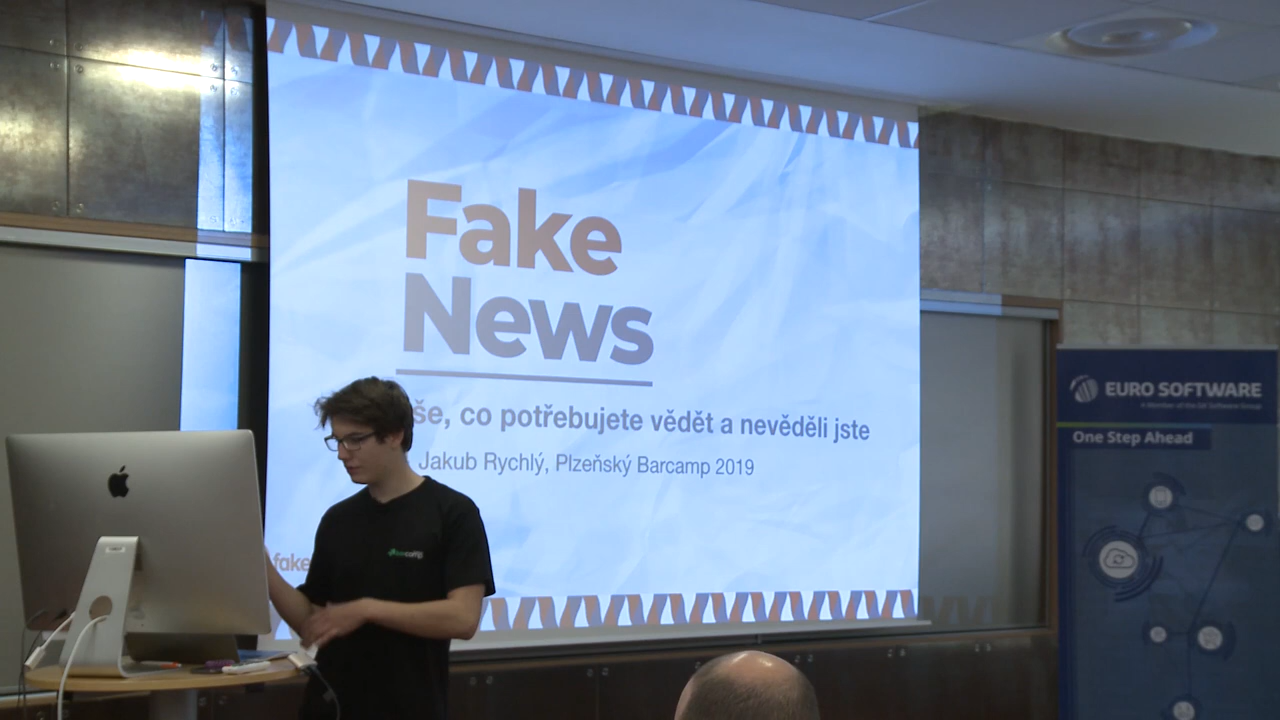 Fake
News
še, co potřebujete vědět a nevěděli jste
Jakub Rychlý, Plzeňský Barcamp 2019
fake
EURO SOFTWARE
One Step Ahead